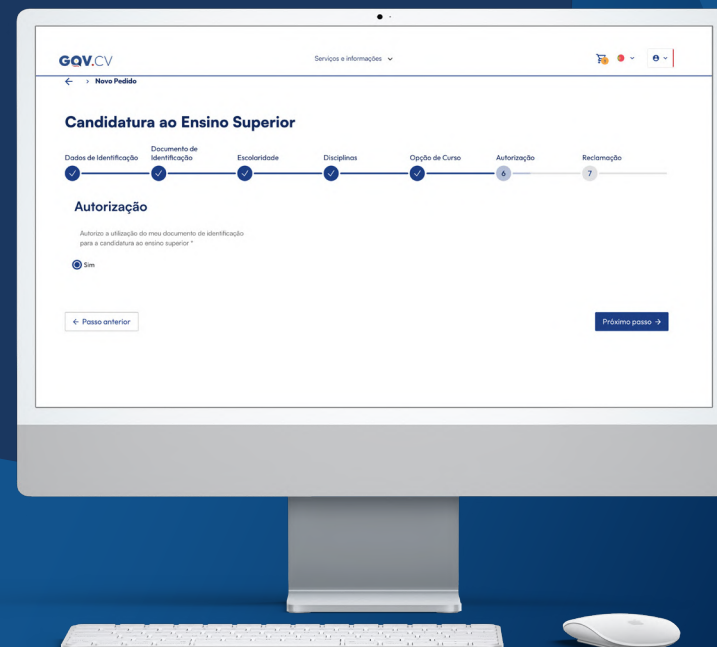 GOV.CV
Serviços e informações
Novo Pedido
Candidatura ao Ensino Superior
Dados de Identificação
Documento de
Identificação
Escolaridade
Disciplinas
Opção de Curso
Autorização
Reclamação
6
7
Autorização
Autorizo a utilização do meu documento de identificação
para a candidatura ao ensino superior *
Sim
← Passo anterior
Próximo passo →